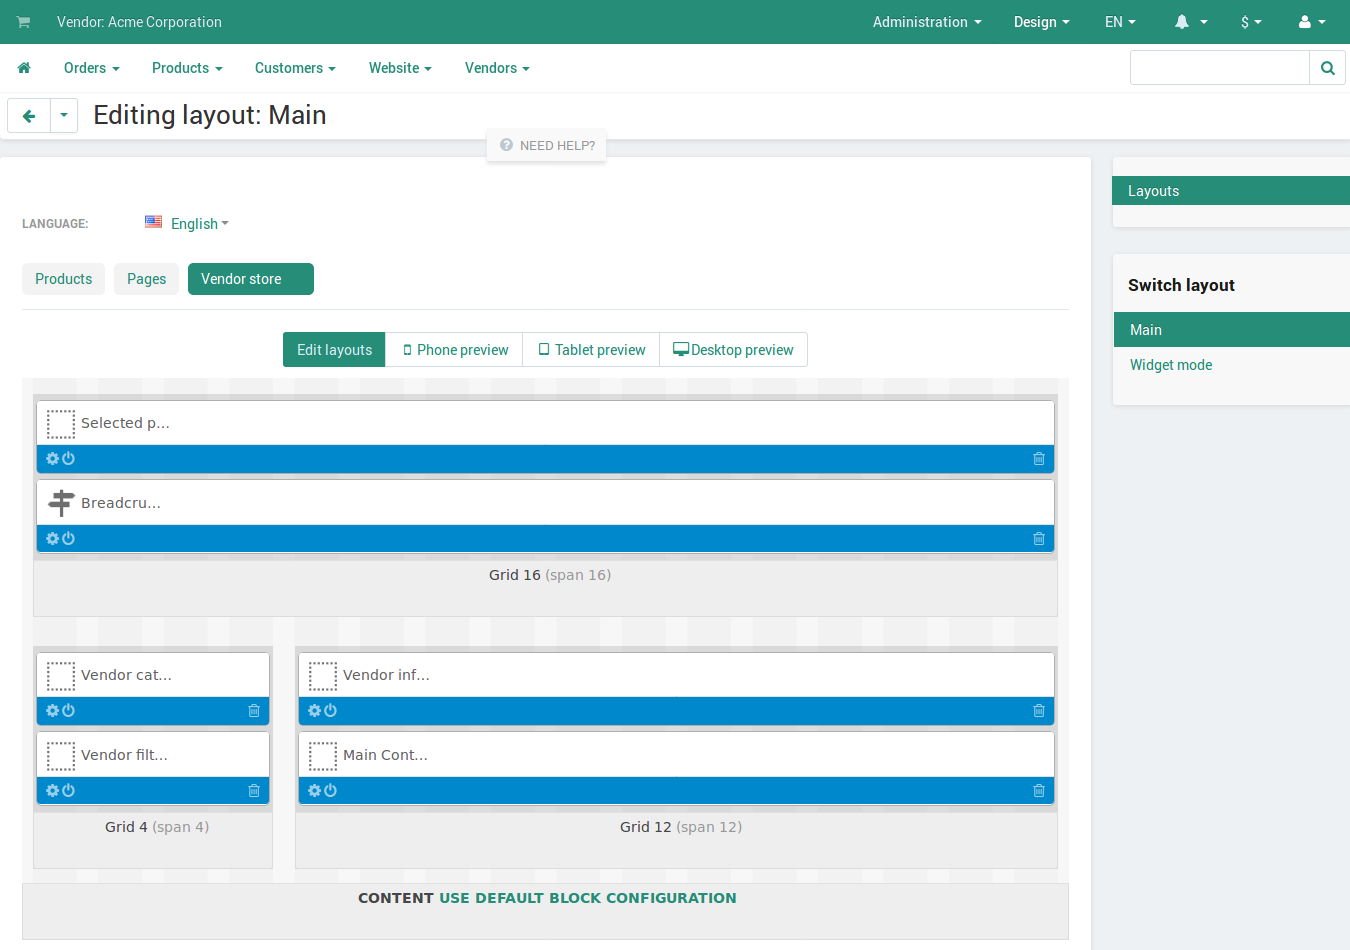 Vendor: Acme Corporation Administration Design EN $
Orders Products Customers Website Vendors
Editing layout: Main
NEED HELP?
Layouts
LANGUAGE: English
Products Pages Vendor store
Switch layout
Main
Widget mode
Edit layouts Phone preview Tablet preview Desktop preview
Selected p...
Breadcru...
Grid 16 (span 16)
Vendor cat... Vendor inf...
Vendor filt... Main Cont...
Grid 4 (span 4) Grid 12 (span 12)
CONTENT USE DEFAULT BLOCK CONFIGURATION